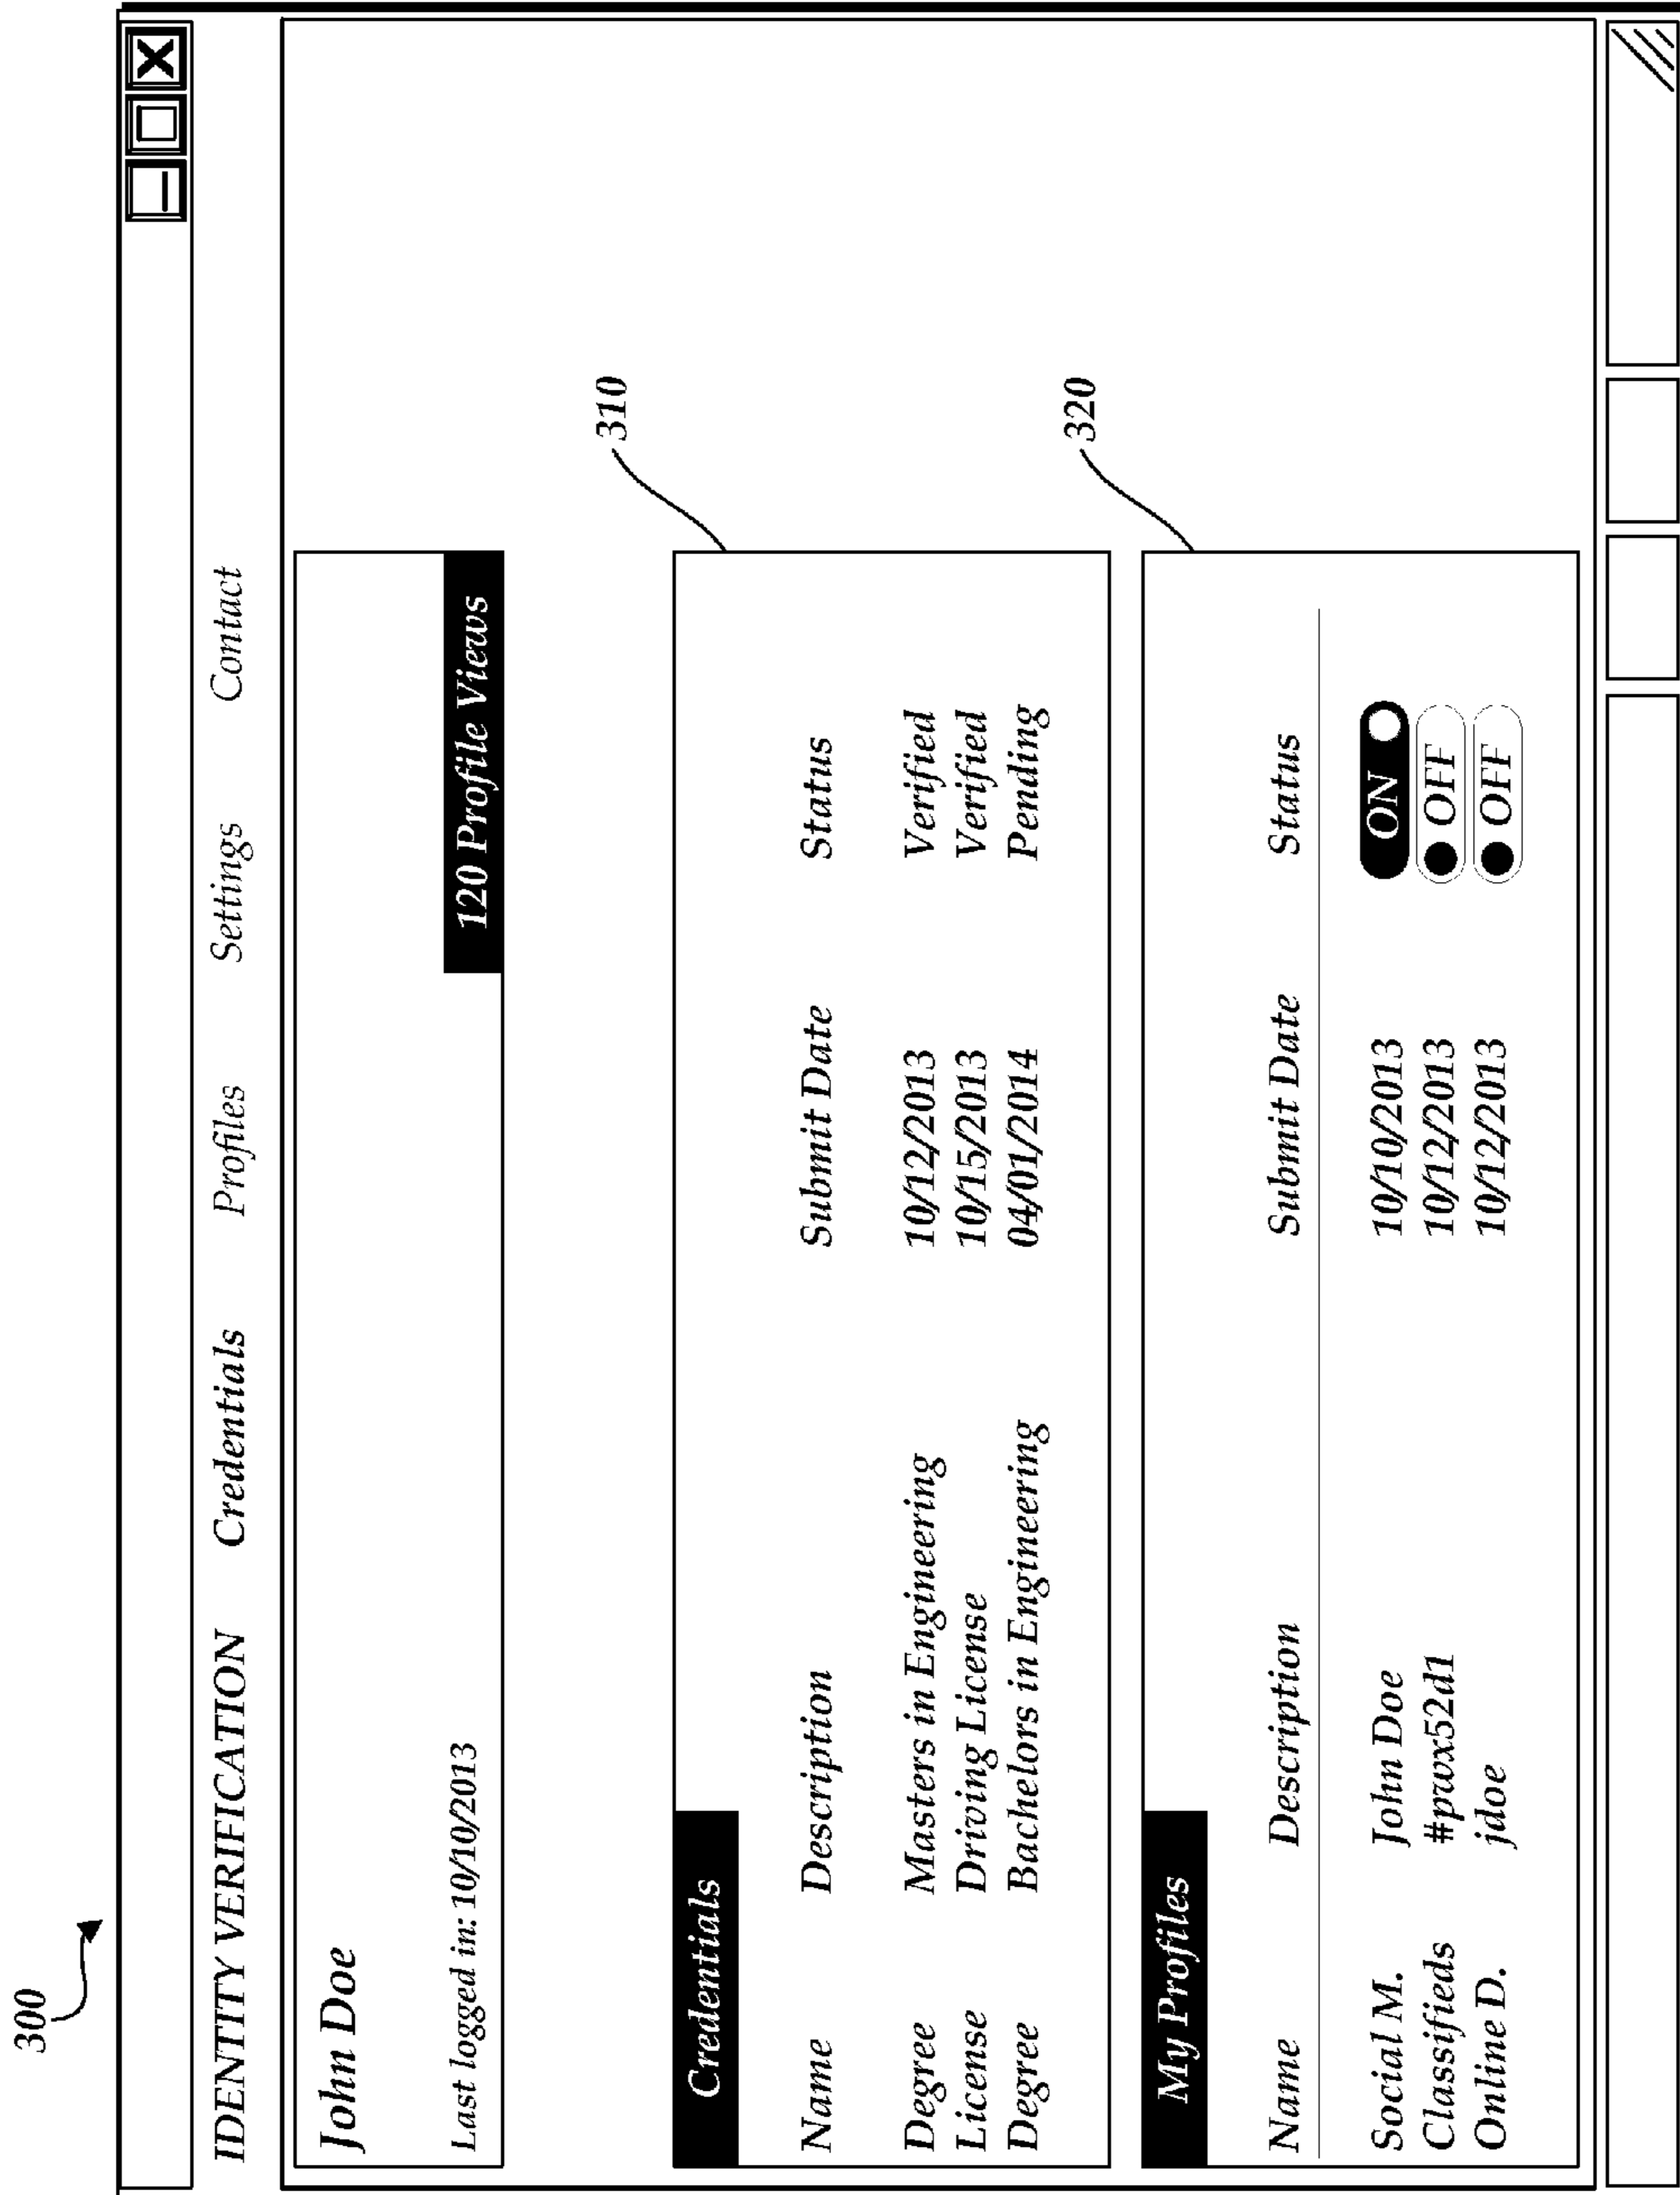 300
IDENTITY VERIFICATION Credentials Profiles Settings Contact
John Doe
Last logged in: 10/10/2013 120 Profile Views
310
Credentials
Name Description Submit Date Status
Degree Masters in Engineering 10/12/2013 Verified
License Driving License 10/15/2013 Verified
Degree Bachelors in Engineering 04/01/2014 Pending
320
My Profiles
Name Description Submit Date Status
Social M. John Doe 10/10/2013 ON
Classifieds #pwx52d1 10/12/2013 OFF
Online D. jdoe 10/12/2013 OFF